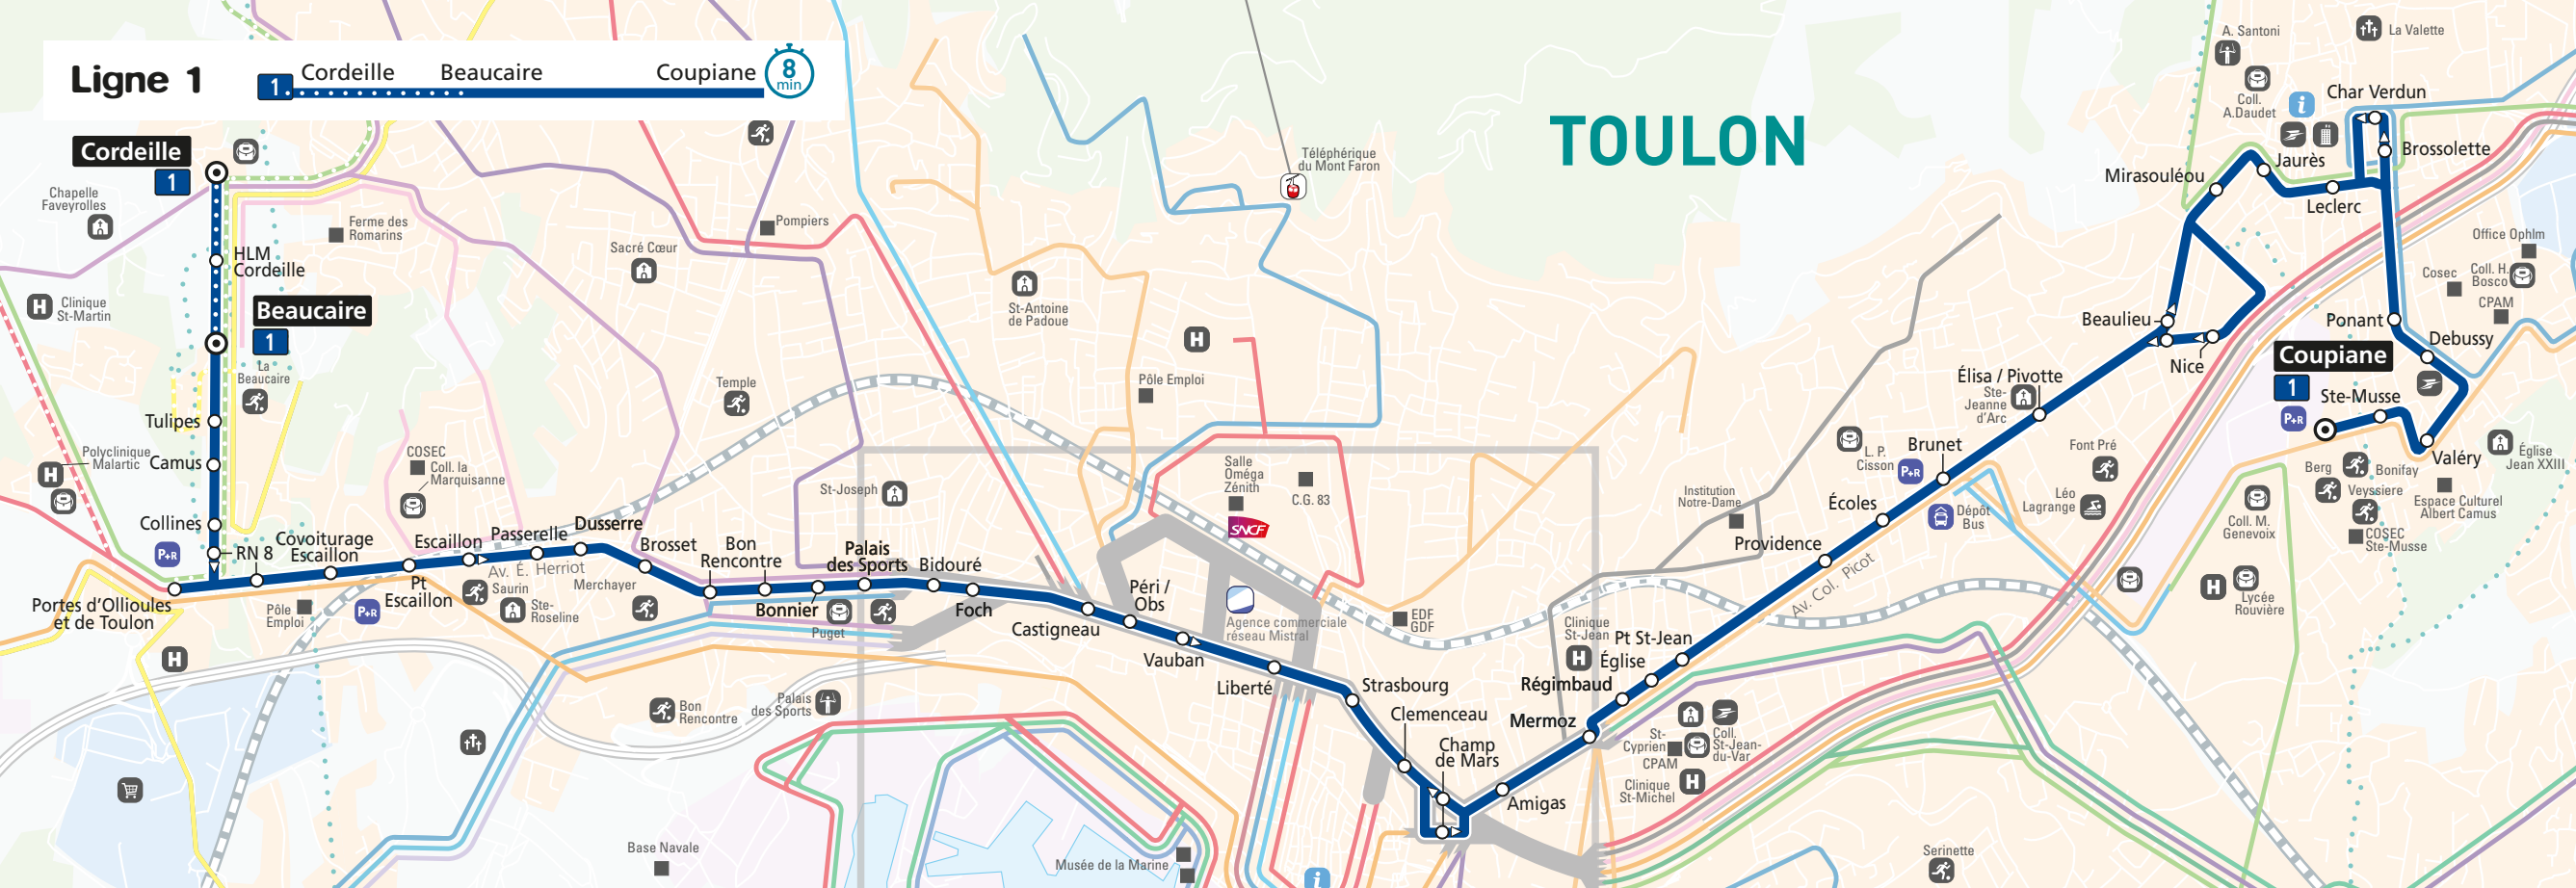 Ligne 1
1
Cordeille
Beaucaire
Coupiane
8
min
TOULON
Cordeille
1
Chapelle
Faveyrolles
HLM
Cordeille
Beaucaire
1
H
Clinique
St-Martin
La
Beaucaire
Tulipes
Polyclinique
Malartic
H
Camus
Collines
P+R
RN 8
Portes d'Ollioules
et de Toulon
H
Ferme des
Romarins
COSEC
Coll. la
Marquisanne
Covoiturage
Escaillon
Pôle
Emploi
P+R
Pt
Escaillon
Escaillon
Av. É. Herriot
Saurin
Ste-
Roseline
Passerelle
Dusserre
Merchayer
Brosset
Bon
Rencontre
Bonnier
Puget
Palais
des Sports
Bidouré
Foch
Castigneau
Péri /
Obs
Vauban
Liberté
Strasbourg
Clemenceau
Champ
de Mars
Amigas
Mermoz
Régimbaud
Église
Pt St-Jean
Providence
Av. Col. Picot
Écoles
Brunet
P+R
Élisa / Pivotte
Ste-
Jeanne
d'Arc
Beaulieu
Nice
Mirasouléou
Jaurès
Leclerc
Char Verdun
Brossolette
Ponant
Debussy
Valéry
Ste-Musse
Coupiane
1
P+R
Pompiers
Sacré Cœur
Temple
St-Joseph
Bon
Rencontre
Palais
des Sports
Base Navale
Musée de la Marine
i
St-Antoine
de Padoue
H
Pôle Emploi
Téléphérique
du Mont Faron
Salle
Oméga
Zénith
SNCF
C.G. 83
Agence commerciale
réseau Mistral
EDF
GDF
Clinique
St-Jean
H
St-
Cyprien
CPAM
Coll.
St-Jean-
du-Var
Clinique
St-Michel
H
Institution
Notre-Dame
L. P.
Cisson
Dépôt
Bus
Font Pré
Léo
Lagrange
Serinette
A. Santoni
Coll.
A.Daudet
i
La Valette
Office Ophlm
Cosec
Coll. H.
Bosco
CPAM
Église
Jean XXIII
Berg
Bonifay
Veyssiere
COSEC
Ste-Musse
Espace Culturel
Albert Camus
Coll. M.
Genevoix
H
Lycée
Rouvière